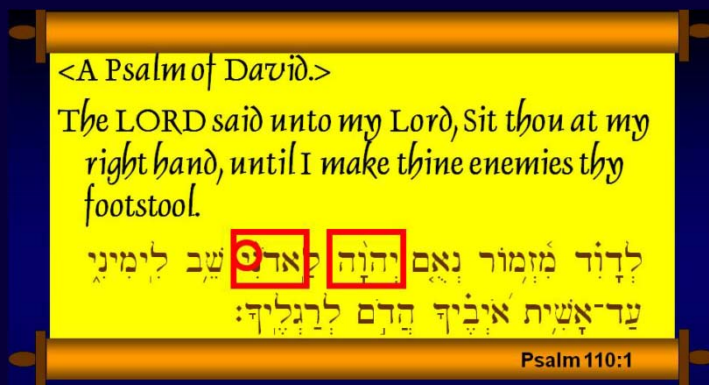 <A Psalm of David.>
The LORD said unto my Lord, Sit thou at my
right hand, until I make thine enemies thy
footstool.
לְדָוִ֗ד מִ֫זְמ֥וֹר נְאֻ֤ם יְהוָ֨ה לַֽאדֹנִ֗י שֵׁ֥ב לִֽימִינִ֑י
עַד־אָשִׁ֥ית אֹ֝יְבֶ֗יךָ הֲדֹ֣ם לְרַגְלֶֽיךָ׃
Psalm 110:1